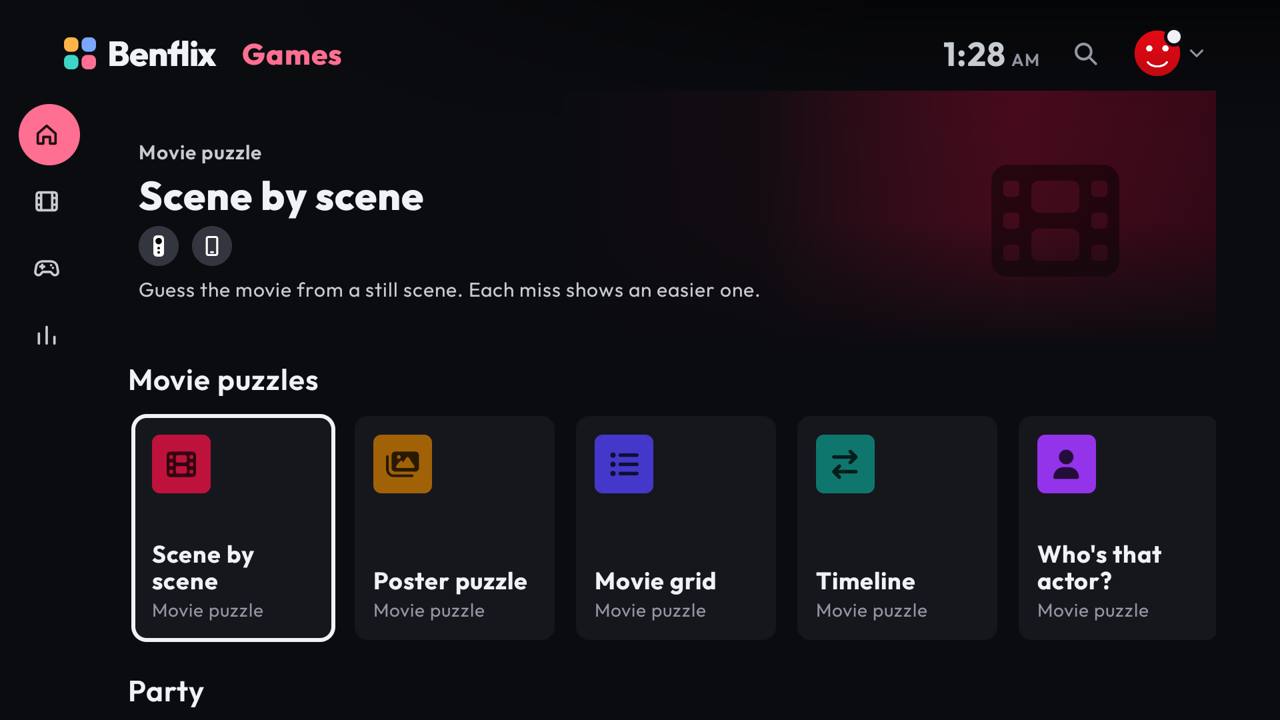 Benflix Games
1:28 AM
Movie puzzle
Scene by scene
Guess the movie from a still scene. Each miss shows an easier one.
Movie puzzles
Scene by
scene
Movie puzzle
Poster puzzle
Movie puzzle
Movie grid
Movie puzzle
Timeline
Movie puzzle
Who's that
actor?
Movie puzzle
Party